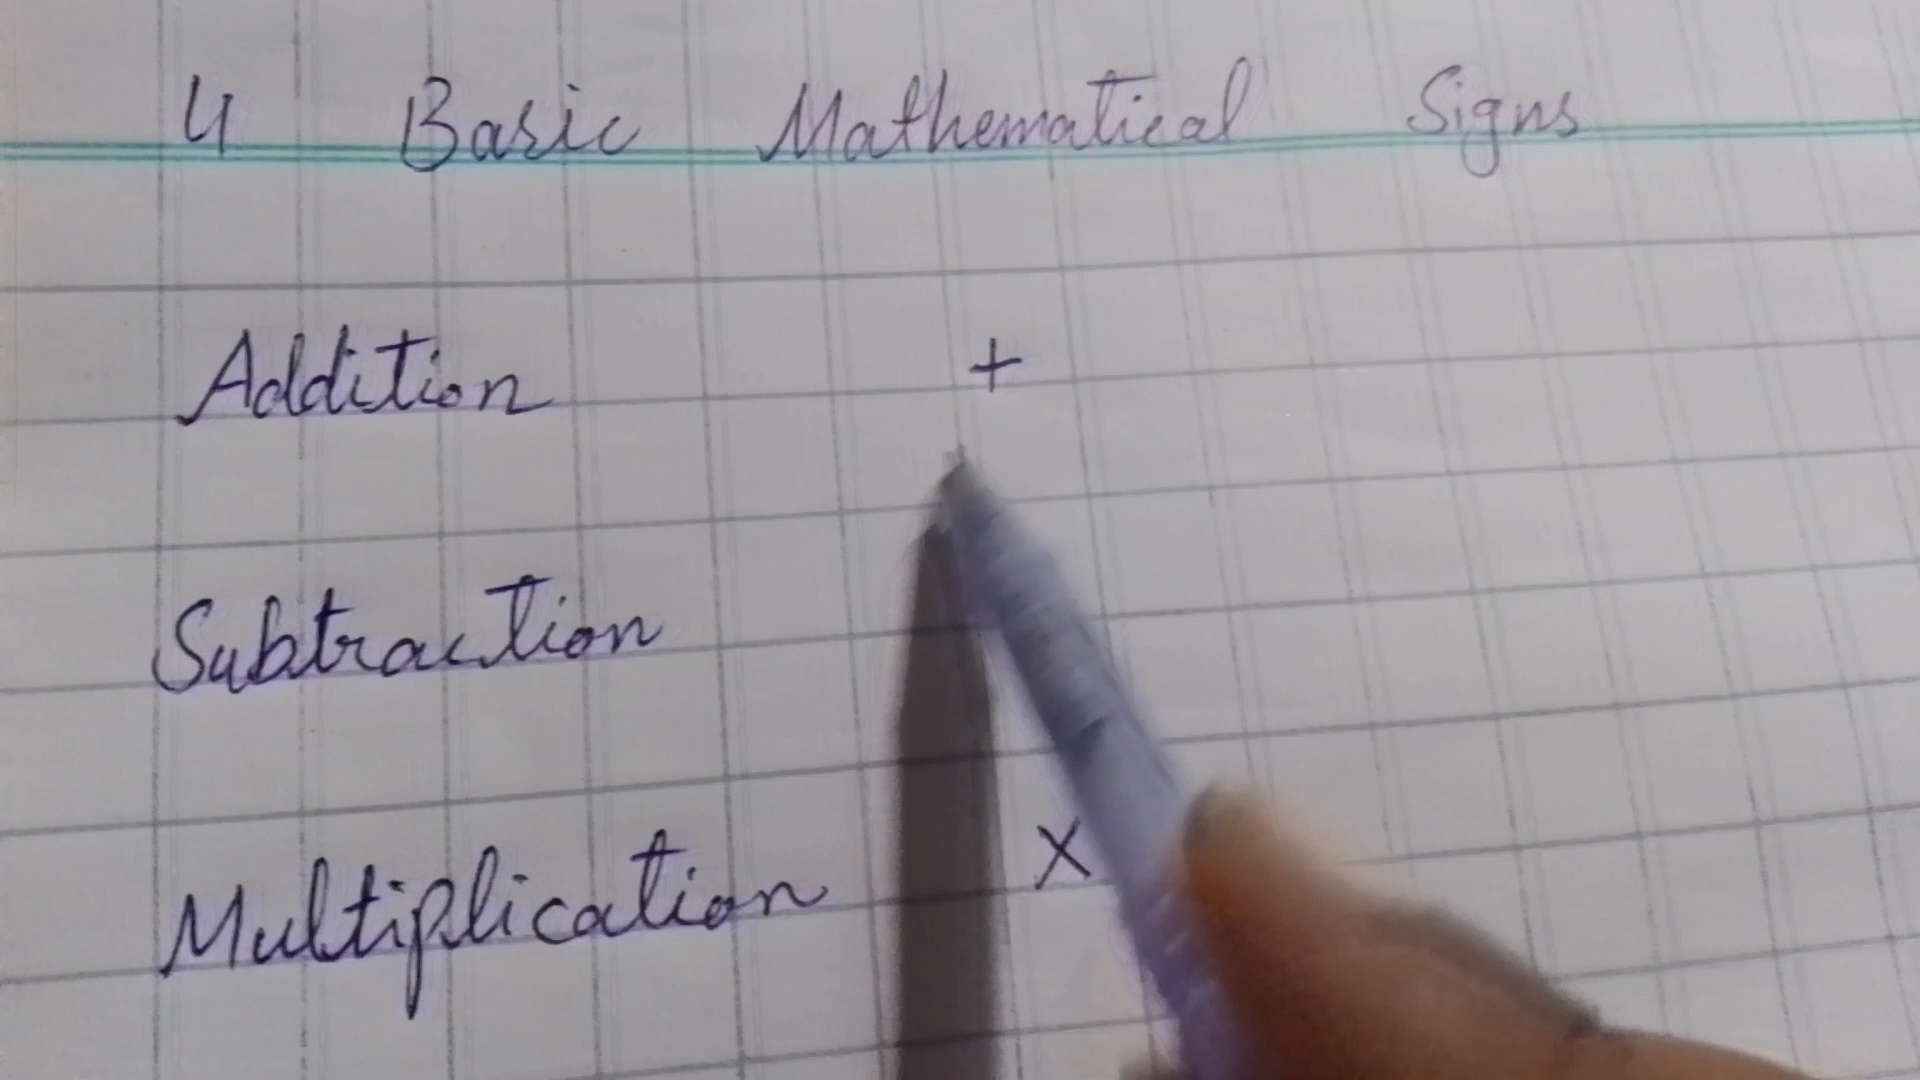 4 Basic Mathematical Signs
Addition +
Subtraction
Multiplication X